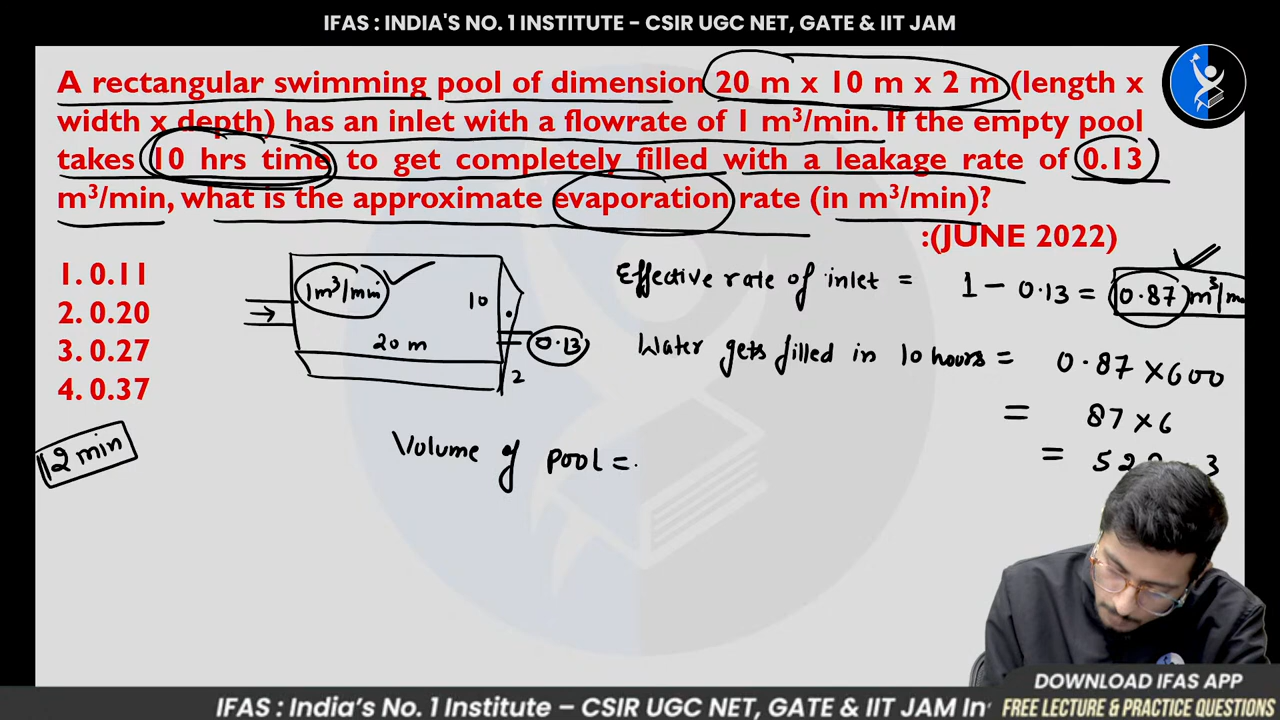 IFAS : INDIA'S NO. 1 INSTITUTE – CSIR UGC NET, GATE & IIT JAM
A rectangular swimming pool of dimension 20 m x 10 m x 2 m (length x
width x depth) has an inlet with a flowrate of 1 m³/min. If the empty pool
takes 10 hrs time to get completely filled with a leakage rate of 0.13
m³/min, what is the approximate evaporation rate (in m³/min)?
:(JUNE 2022)
1. 0.11
2. 0.20
3. 0.27
4. 0.37
2 min
1m³/min
10
20 m
0.13
2
Effective rate of inlet = 1 - 0.13 = 0.87 m³/m
Water gets filled in 10 hours = 0.87 x 600
= 87 x 6
= 52 3
Volume of pool =
DOWNLOAD IFAS APP
IFAS : India's No. 1 Institute – CSIR UGC NET, GATE & IIT JAM In
FREE LECTURE & PRACTICE QUESTIONS